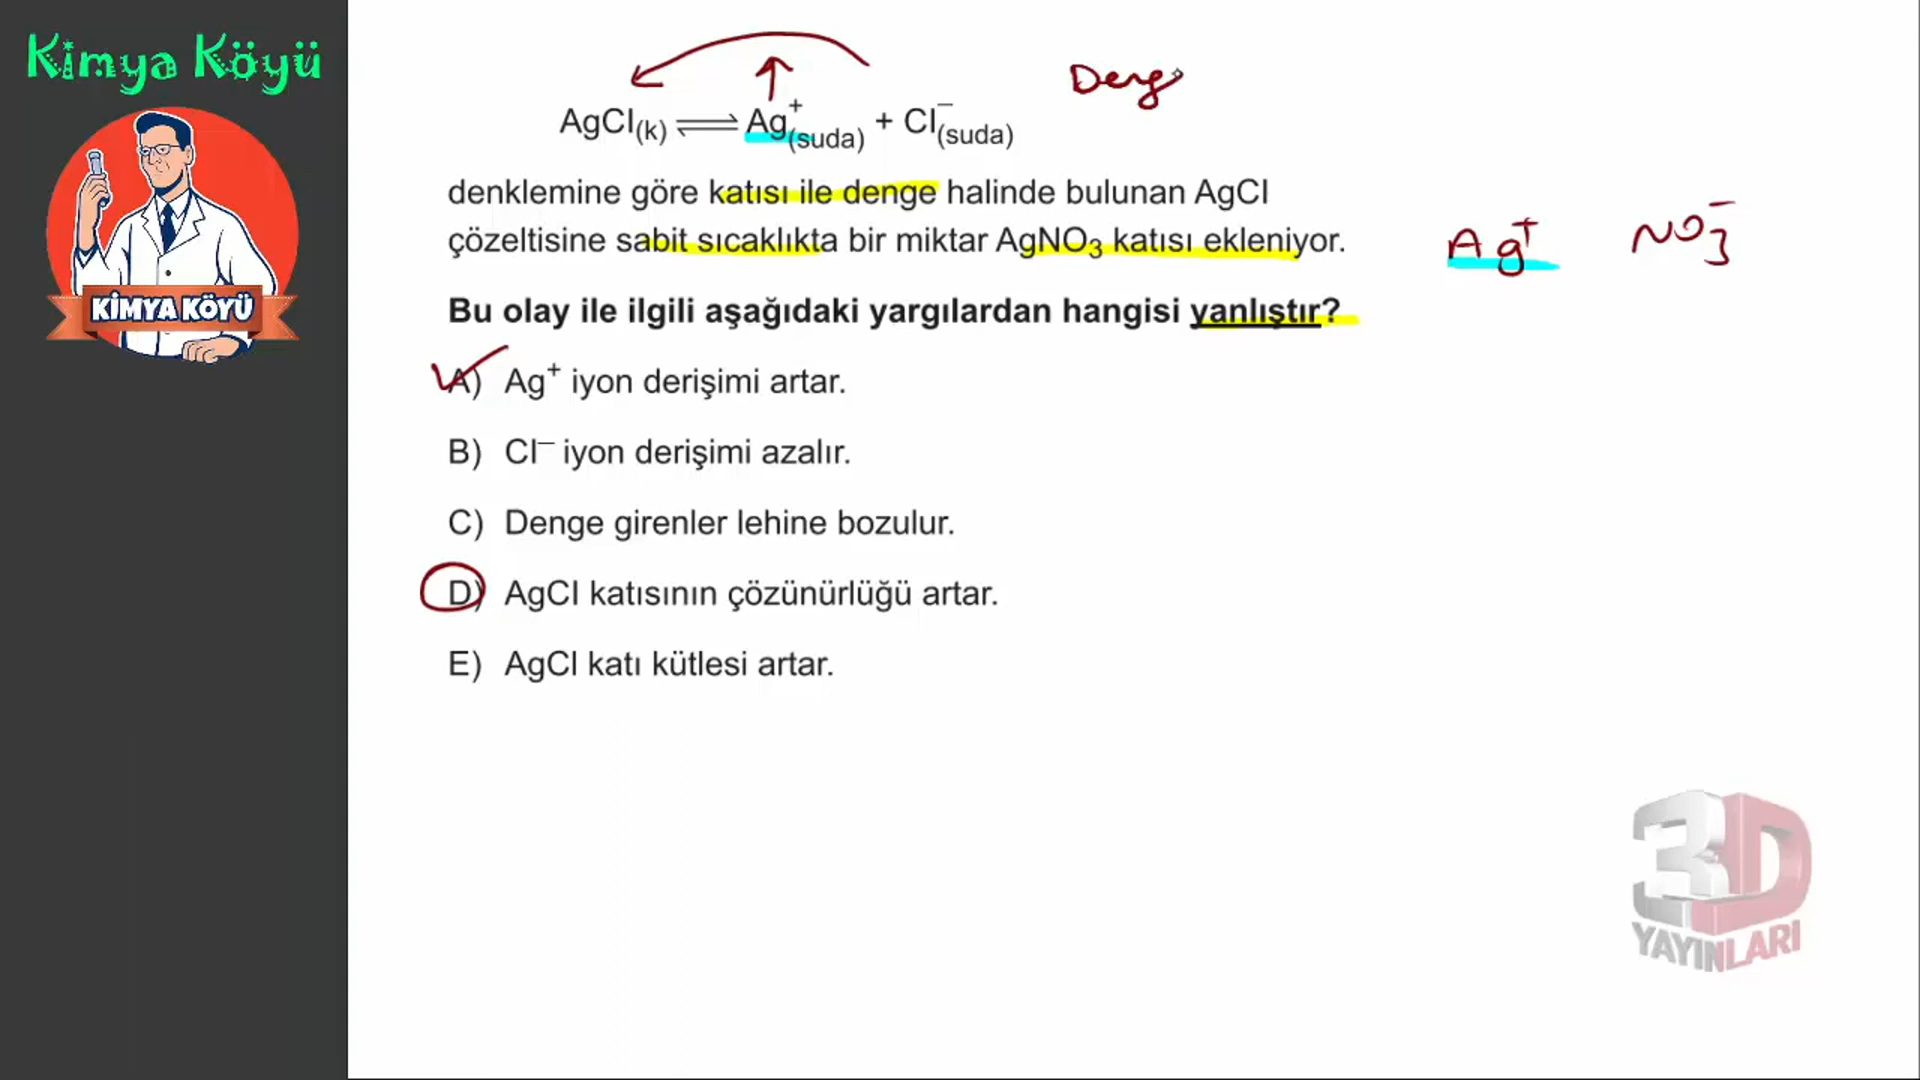 Kimya Köyü
KİMYA KÖYÜ
Deng
AgCl(k) ⇌ Ag+(suda) + Cl–(suda)
denklemine göre katısı ile denge halinde bulunan AgCl
çözeltisine sabit sıcaklıkta bir miktar AgNO3 katısı ekleniyor.
Ag+ NO3–
Bu olay ile ilgili aşağıdaki yargılardan hangisi yanlıştır?
A) Ag+ iyon derişimi artar.
B) Cl– iyon derişimi azalır.
C) Denge girenler lehine bozulur.
D) AgCl katısının çözünürlüğü artar.
E) AgCl katı kütlesi artar.
3D
YAYINLARI